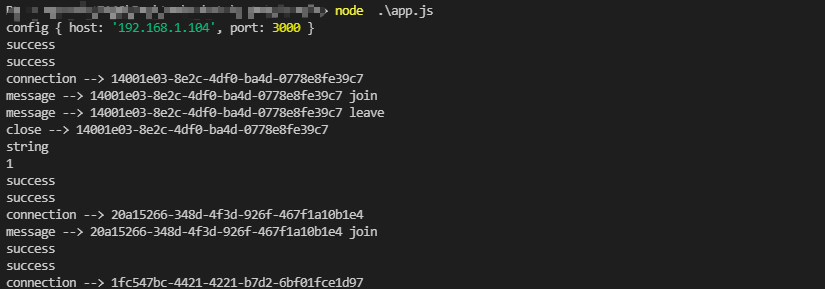 node .\app.js
config { host: '192.168.1.104', port: 3000 }
success
success
connection --> 14001e03-8e2c-4df0-ba4d-0778e8fe39c7
message --> 14001e03-8e2c-4df0-ba4d-0778e8fe39c7 join
message --> 14001e03-8e2c-4df0-ba4d-0778e8fe39c7 leave
close --> 14001e03-8e2c-4df0-ba4d-0778e8fe39c7
string
1
success
success
connection --> 20a15266-348d-4f3d-926f-467f1a10b1e4
message --> 20a15266-348d-4f3d-926f-467f1a10b1e4 join
success
success
connection --> 1fc547bc-4421-4221-b7d2-6bf01fce1d97